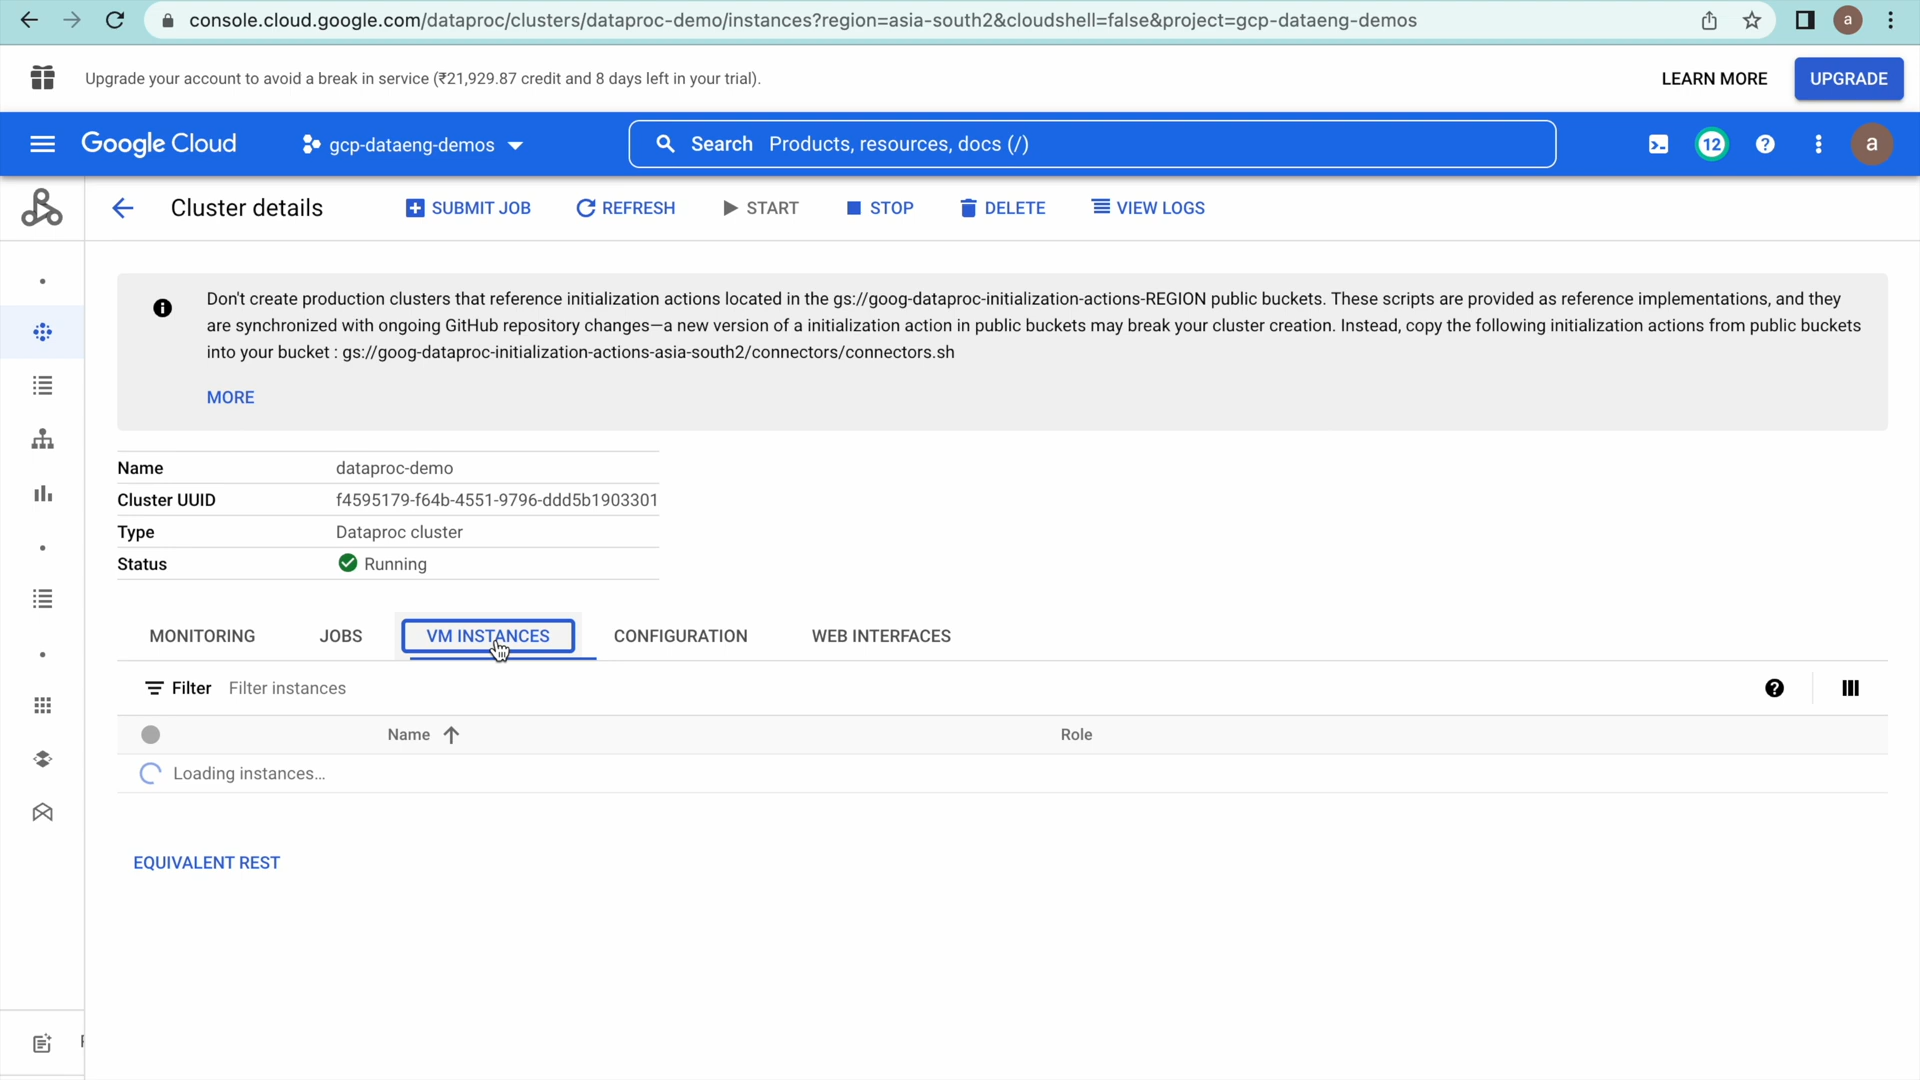 console.cloud.google.com/dataproc/clusters/dataproc-demo/instances?region=asia-south2&cloudshell=false&project=gcp-dataeng-demos
a
Upgrade your account to avoid a break in service (₹21,929.87 credit and 8 days left in your trial).
LEARN MORE
UPGRADE
Google Cloud
gcp-dataeng-demos
Search Products, resources, docs (/)
12
a
Cluster details
SUBMIT JOB
REFRESH
START
STOP
DELETE
VIEW LOGS
Don't create production clusters that reference initialization actions located in the gs://goog-dataproc-initialization-actions-REGION public buckets. These scripts are provided as reference implementations, and they
are synchronized with ongoing GitHub repository changes—a new version of a initialization action in public buckets may break your cluster creation. Instead, copy the following initialization actions from public buckets
into your bucket : gs://goog-dataproc-initialization-actions-asia-south2/connectors/connectors.sh
MORE
Name dataproc-demo
Cluster UUID f4595179-f64b-4551-9796-ddd5b1903301
Type Dataproc cluster
Status Running
MONITORING
JOBS
VM INSTANCES
CONFIGURATION
WEB INTERFACES
Filter Filter instances
Name
Role
Loading instances...
EQUIVALENT REST